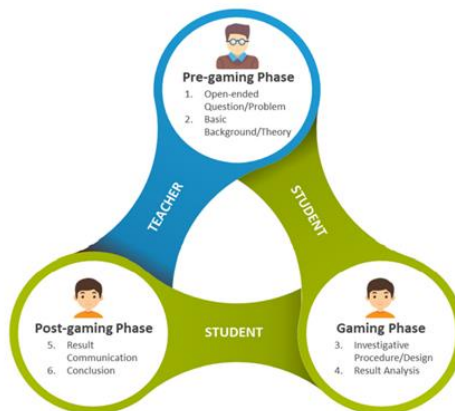 Pre-gaming Phase
1. Open-ended
Question/Problem
2. Basic
Background/Theory
TEACHER
STUDENT
Post-gaming Phase
5. Result
Communication
6. Conclusion
STUDENT
Gaming Phase
3. Investigative
Procedure/Design
4. Result Analysis